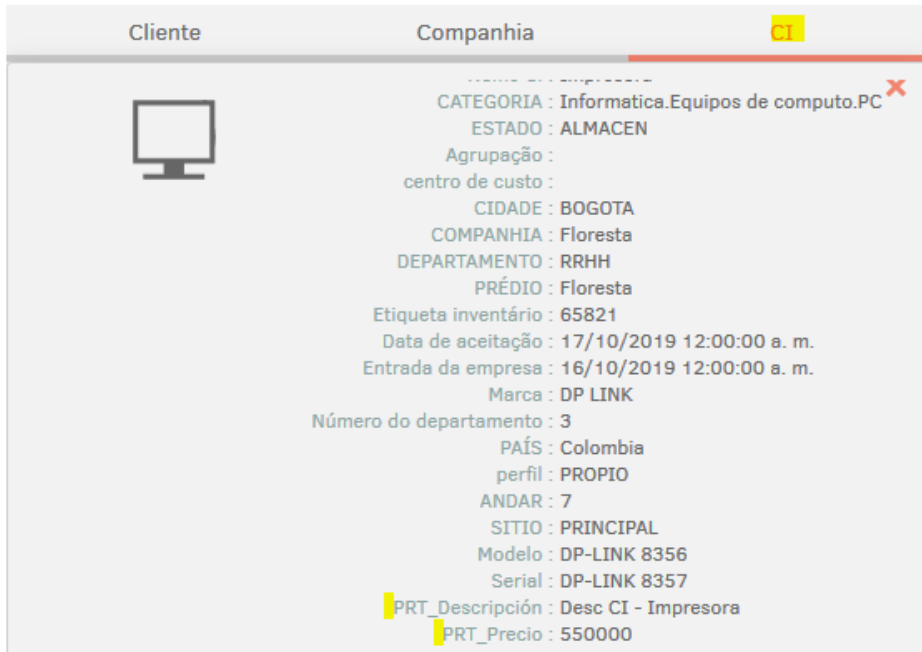 Cliente Companhia CI
CATEGORIA : Informatica.Equipos de computo.PC
ESTADO : ALMACEN
Agrupação :
centro de custo :
CIDADE : BOGOTA
COMPANHIA : Floresta
DEPARTAMENTO : RRHH
PRÉDIO : Floresta
Etiqueta inventário : 65821
Data de aceitação : 17/10/2019 12:00:00 a. m.
Entrada da empresa : 16/10/2019 12:00:00 a. m.
Marca : DP LINK
Número do departamento : 3
PAÍS : Colombia
perfil : PROPIO
ANDAR : 7
SITIO : PRINCIPAL
Modelo : DP-LINK 8356
Serial : DP-LINK 8357
PRT_Descripción : Desc CI - Impresora
PRT_Precio : 550000